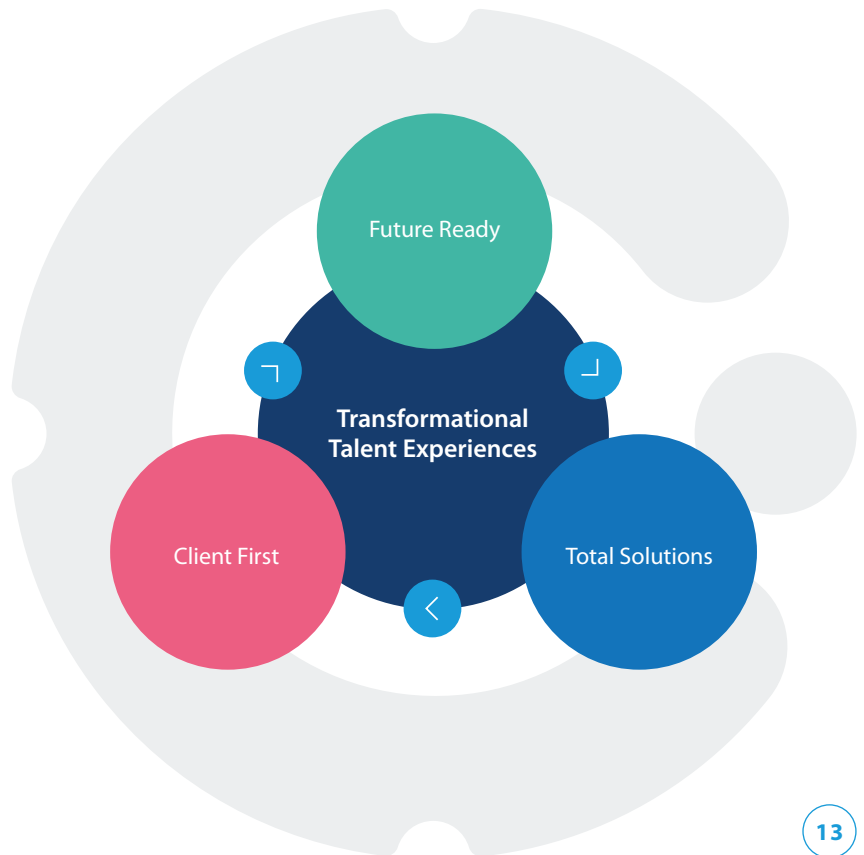 Future Ready
Transformational
Talent Experiences
Client First
Total Solutions
13